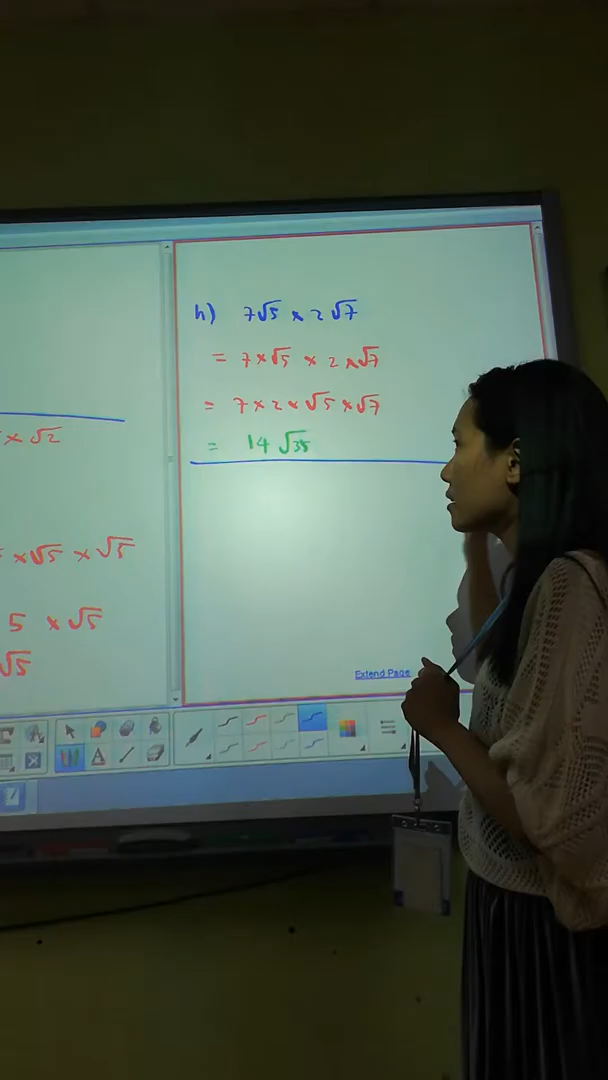 × √2
× √5 × √5
5 × √5
√5
h) 7√5 × 2√7
= 7 × √5 × 2 × √7
= 7 × 2 × √5 × √7
= 14 √35
Extend Page
A